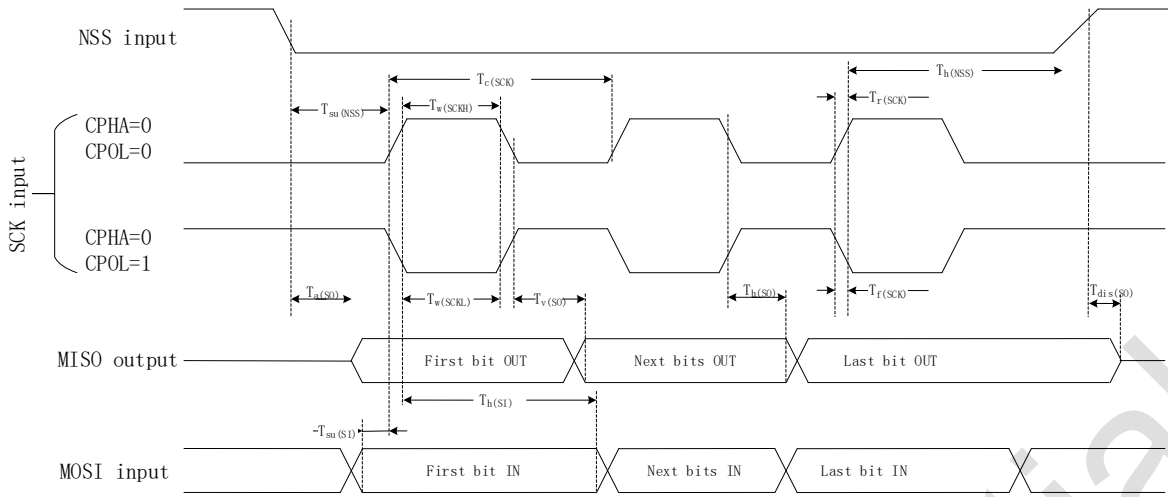 NSS input
Tc(SCK)
Th(NSS)
Tsu(NSS)
Tw(SCKH)
Tr(SCK)
CPHA=0
CPOL=0
SCK input
CPHA=0
CPOL=1
Ta(SO)
Tw(SCKL)
Tv(SO)
Th(SO)
Tf(SCK)
Tdis(SO)
MISO output
First bit OUT
Next bits OUT
Last bit OUT
Th(SI)
Tsu(SI)
MOSI input
First bit IN
Next bits IN
Last bit IN